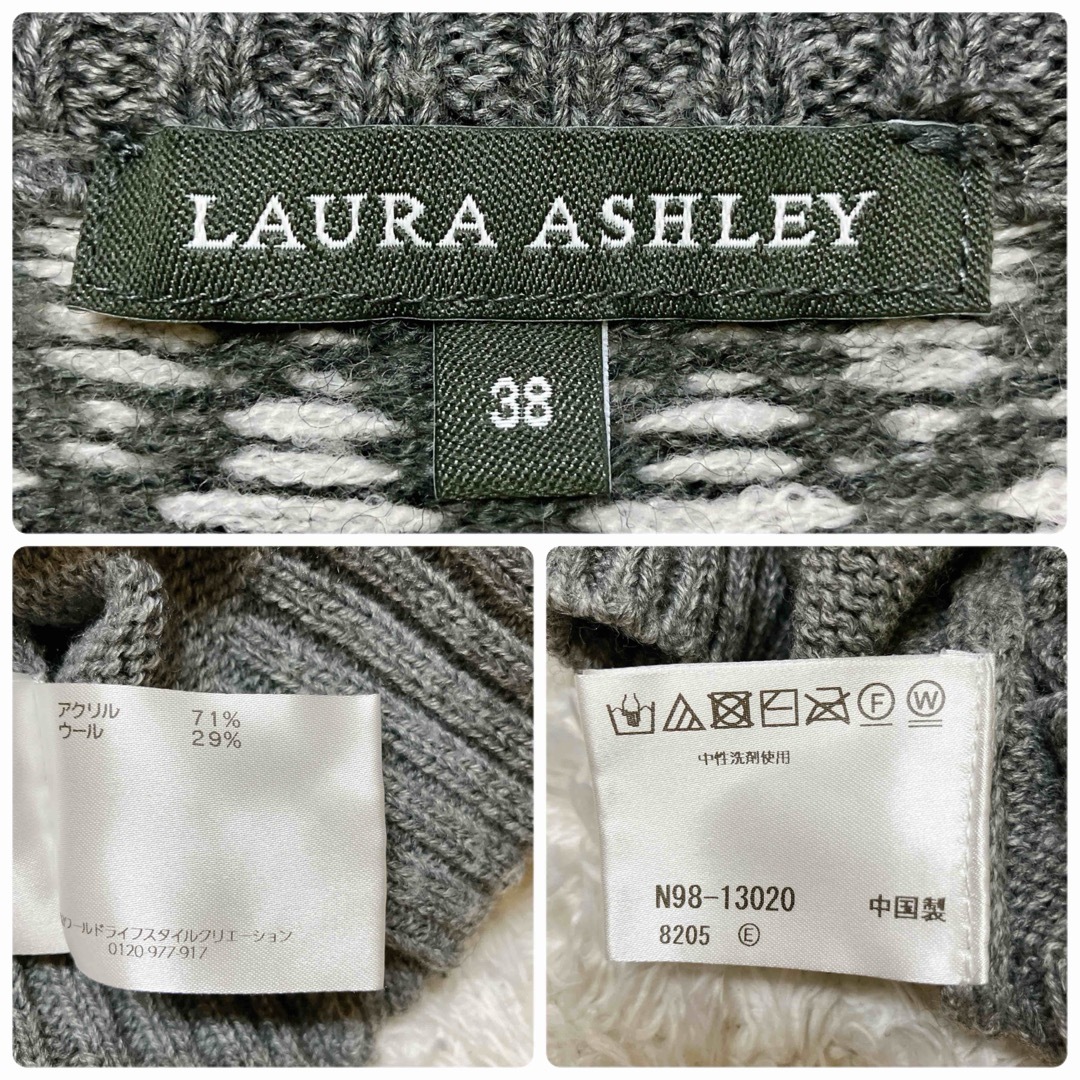 LAURA ASHLEY
38
アクリル 71%
ウール 29%
ワールドライフスタイルクリエーション
0120-977-917
F W
中性洗剤使用
N98-13020 中国製
8205 E